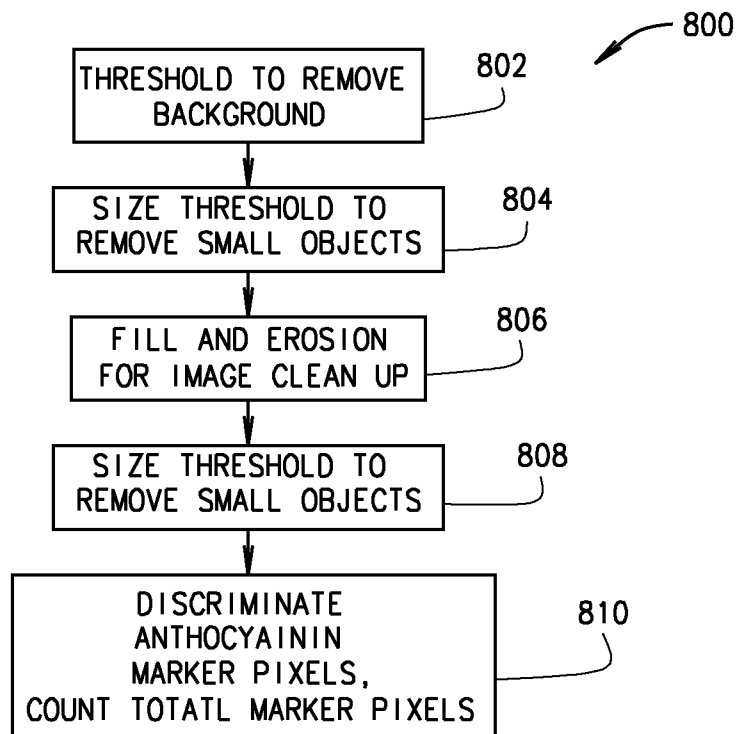 800
802
THRESHOLD TO REMOVE
BACKGROUND
804
SIZE THRESHOLD TO
REMOVE SMALL OBJECTS
806
FILL AND EROSION
FOR IMAGE CLEAN UP
808
SIZE THRESHOLD TO
REMOVE SMALL OBJECTS
810
DISCRIMINATE
ANTHOCYAININ
MARKER PIXELS,
COUNT TOTATL MARKER PIXELS